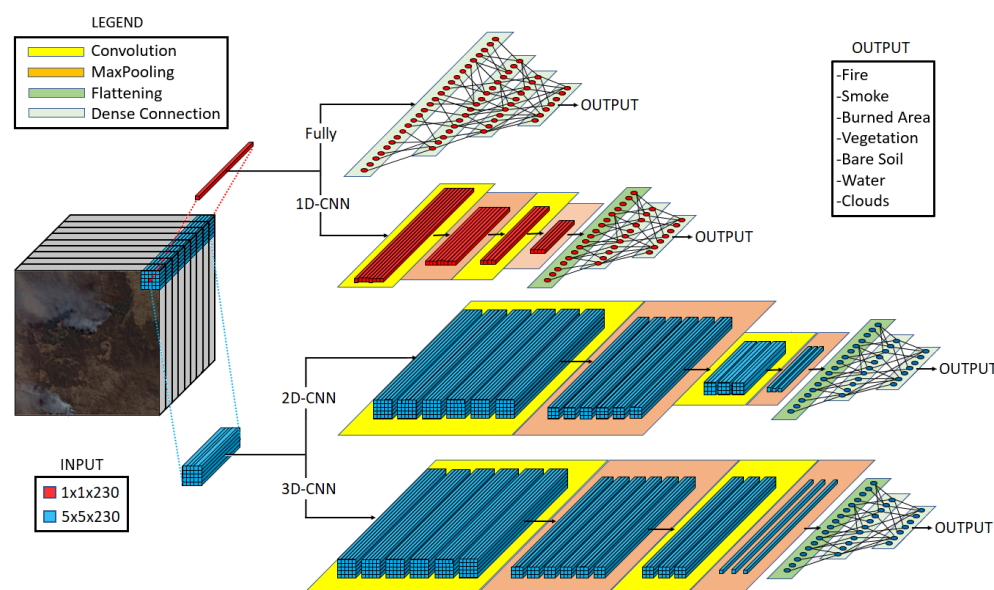 LEGEND
Convolution
MaxPooling
Flattening
Dense Connection
Fully
OUTPUT
1D-CNN
OUTPUT
OUTPUT
-Fire
-Smoke
-Burned Area
-Vegetation
-Bare Soil
-Water
-Clouds
2D-CNN
OUTPUT
INPUT
1x1x230
5x5x230
3D-CNN
OUTPUT